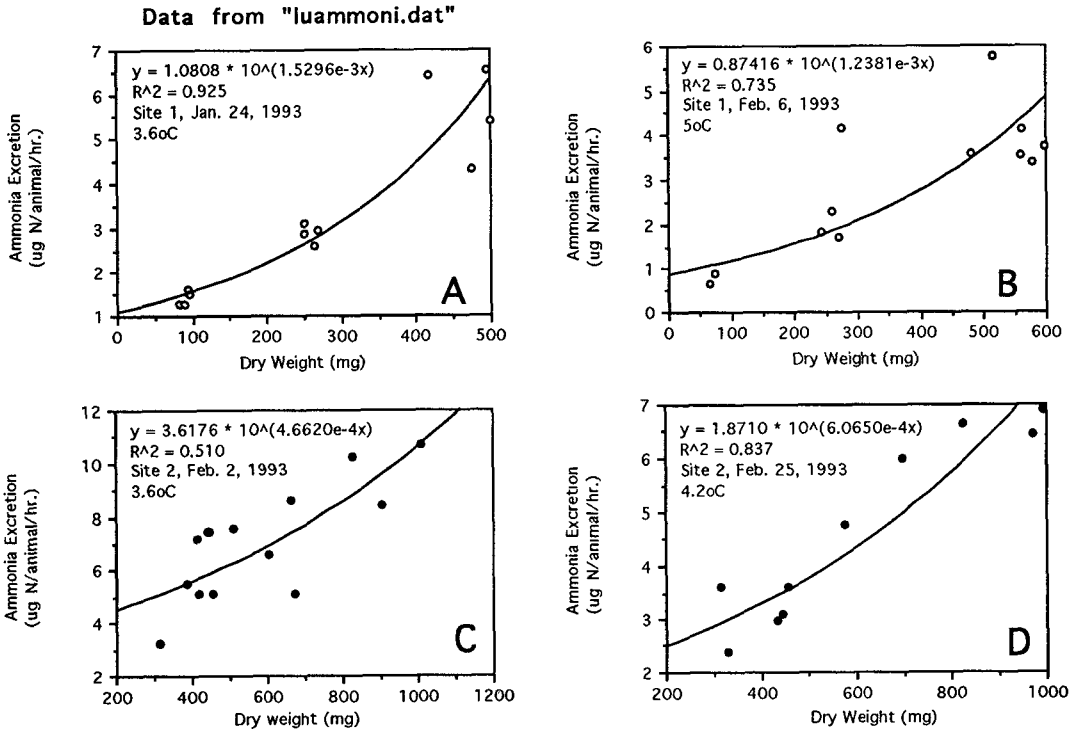 Data from "luammoni.dat"
Ammonia Excretion
(ug N/animal/hr.)
7
6
5
4
3
2
1
y = 1.0808 * 10^(1.5296e-3x)
R^2 = 0.925
Site 1, Jan. 24, 1993
3.6oC
A
0 100 200 300 400 500
Dry Weight (mg)
Ammonia Excretion
(ug N/animal/hr.)
6
5
4
3
2
1
0
y = 0.87416 * 10^(1.2381e-3x)
R^2 = 0.735
Site 1, Feb. 6, 1993
5oC
B
0 100 200 300 400 500 600
Dry Weight (mg)
Ammonia Excretion
(ug N/animal/hr.)
12
10
8
6
4
2
y = 3.6176 * 10^(4.6620e-4x)
R^2 = 0.510
Site 2, Feb. 2, 1993
3.6oC
C
200 400 600 800 1000 1200
Dry weight (mg)
Ammonia Excretion
(ug N/animal/hr.)
7
6
5
4
3
2
y = 1.8710 * 10^(6.0650e-4x)
R^2 = 0.837
Site 2, Feb. 25, 1993
4.2oC
D
200 400 600 800 1000
Dry Weight (mg)